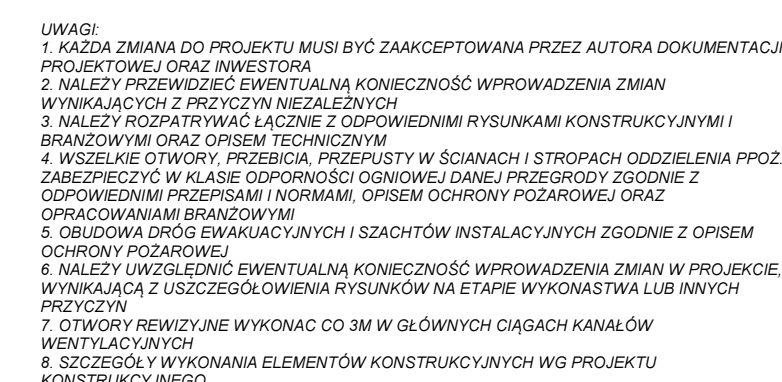 UWAGI:
1. KAŻDA ZMIANA DO PROJEKTU MUSI BYĆ ZAAKCEPTOWANA PRZEZ AUTORA DOKUMENTACJI
PROJEKTOWEJ ORAZ INWESTORA
2. NALEŻY PRZEWIDZIEĆ EWENTUALNĄ KONIECZNOŚĆ WPROWADZENIA ZMIAN
WYNIKAJĄCYCH Z PRZYCZYN NIEZALEŻNYCH
3. NALEŻY ROZPATRYWAĆ ŁĄCZNIE Z ODPOWIEDNIMI RYSUNKAMI KONSTRUKCYJNYMI I
BRANŻOWYMI ORAZ OPISEM TECHNICZNYM
4. WSZELKIE OTWORY, PRZEBICIA, PRZEPUSTY W ŚCIANACH I STROPACH ODDZIELENIA PPOŻ.
ZABEZPIECZYĆ W KLASIE ODPORNOŚCI OGNIOWEJ DANEJ PRZEGRODY ZGODNIE Z
ODPOWIEDNIMI PRZEPISAMI I NORMAMI, OPISEM OCHRONY POŻAROWEJ ORAZ
OPRACOWANIAMI BRANŻOWYMI
5. OBUDOWA DRÓG EWAKUACYJNYCH I SZACHTÓW INSTALACYJNYCH ZGODNIE Z OPISEM
OCHRONY POŻAROWEJ
6. NALEŻY UWZGLĘDNIĆ EWENTUALNĄ KONIECZNOŚĆ WPROWADZENIA ZMIAN W PROJEKCIE,
WYNIKAJĄCĄ Z USZCZEGÓŁOWIENIA RYSUNKÓW NA ETAPIE WYKONASTWA LUB INNYCH
PRZYCZYN
7. OTWORY REWIZYJNE WYKONAC CO 3M W GŁÓWNYCH CIĄGACH KANAŁÓW
WENTYLACYJNYCH
8. SZCZEGÓŁY WYKONANIA ELEMENTÓW KONSTRUKCYJNYCH WG PROJEKTU
KONSTRUKCYJNEGO